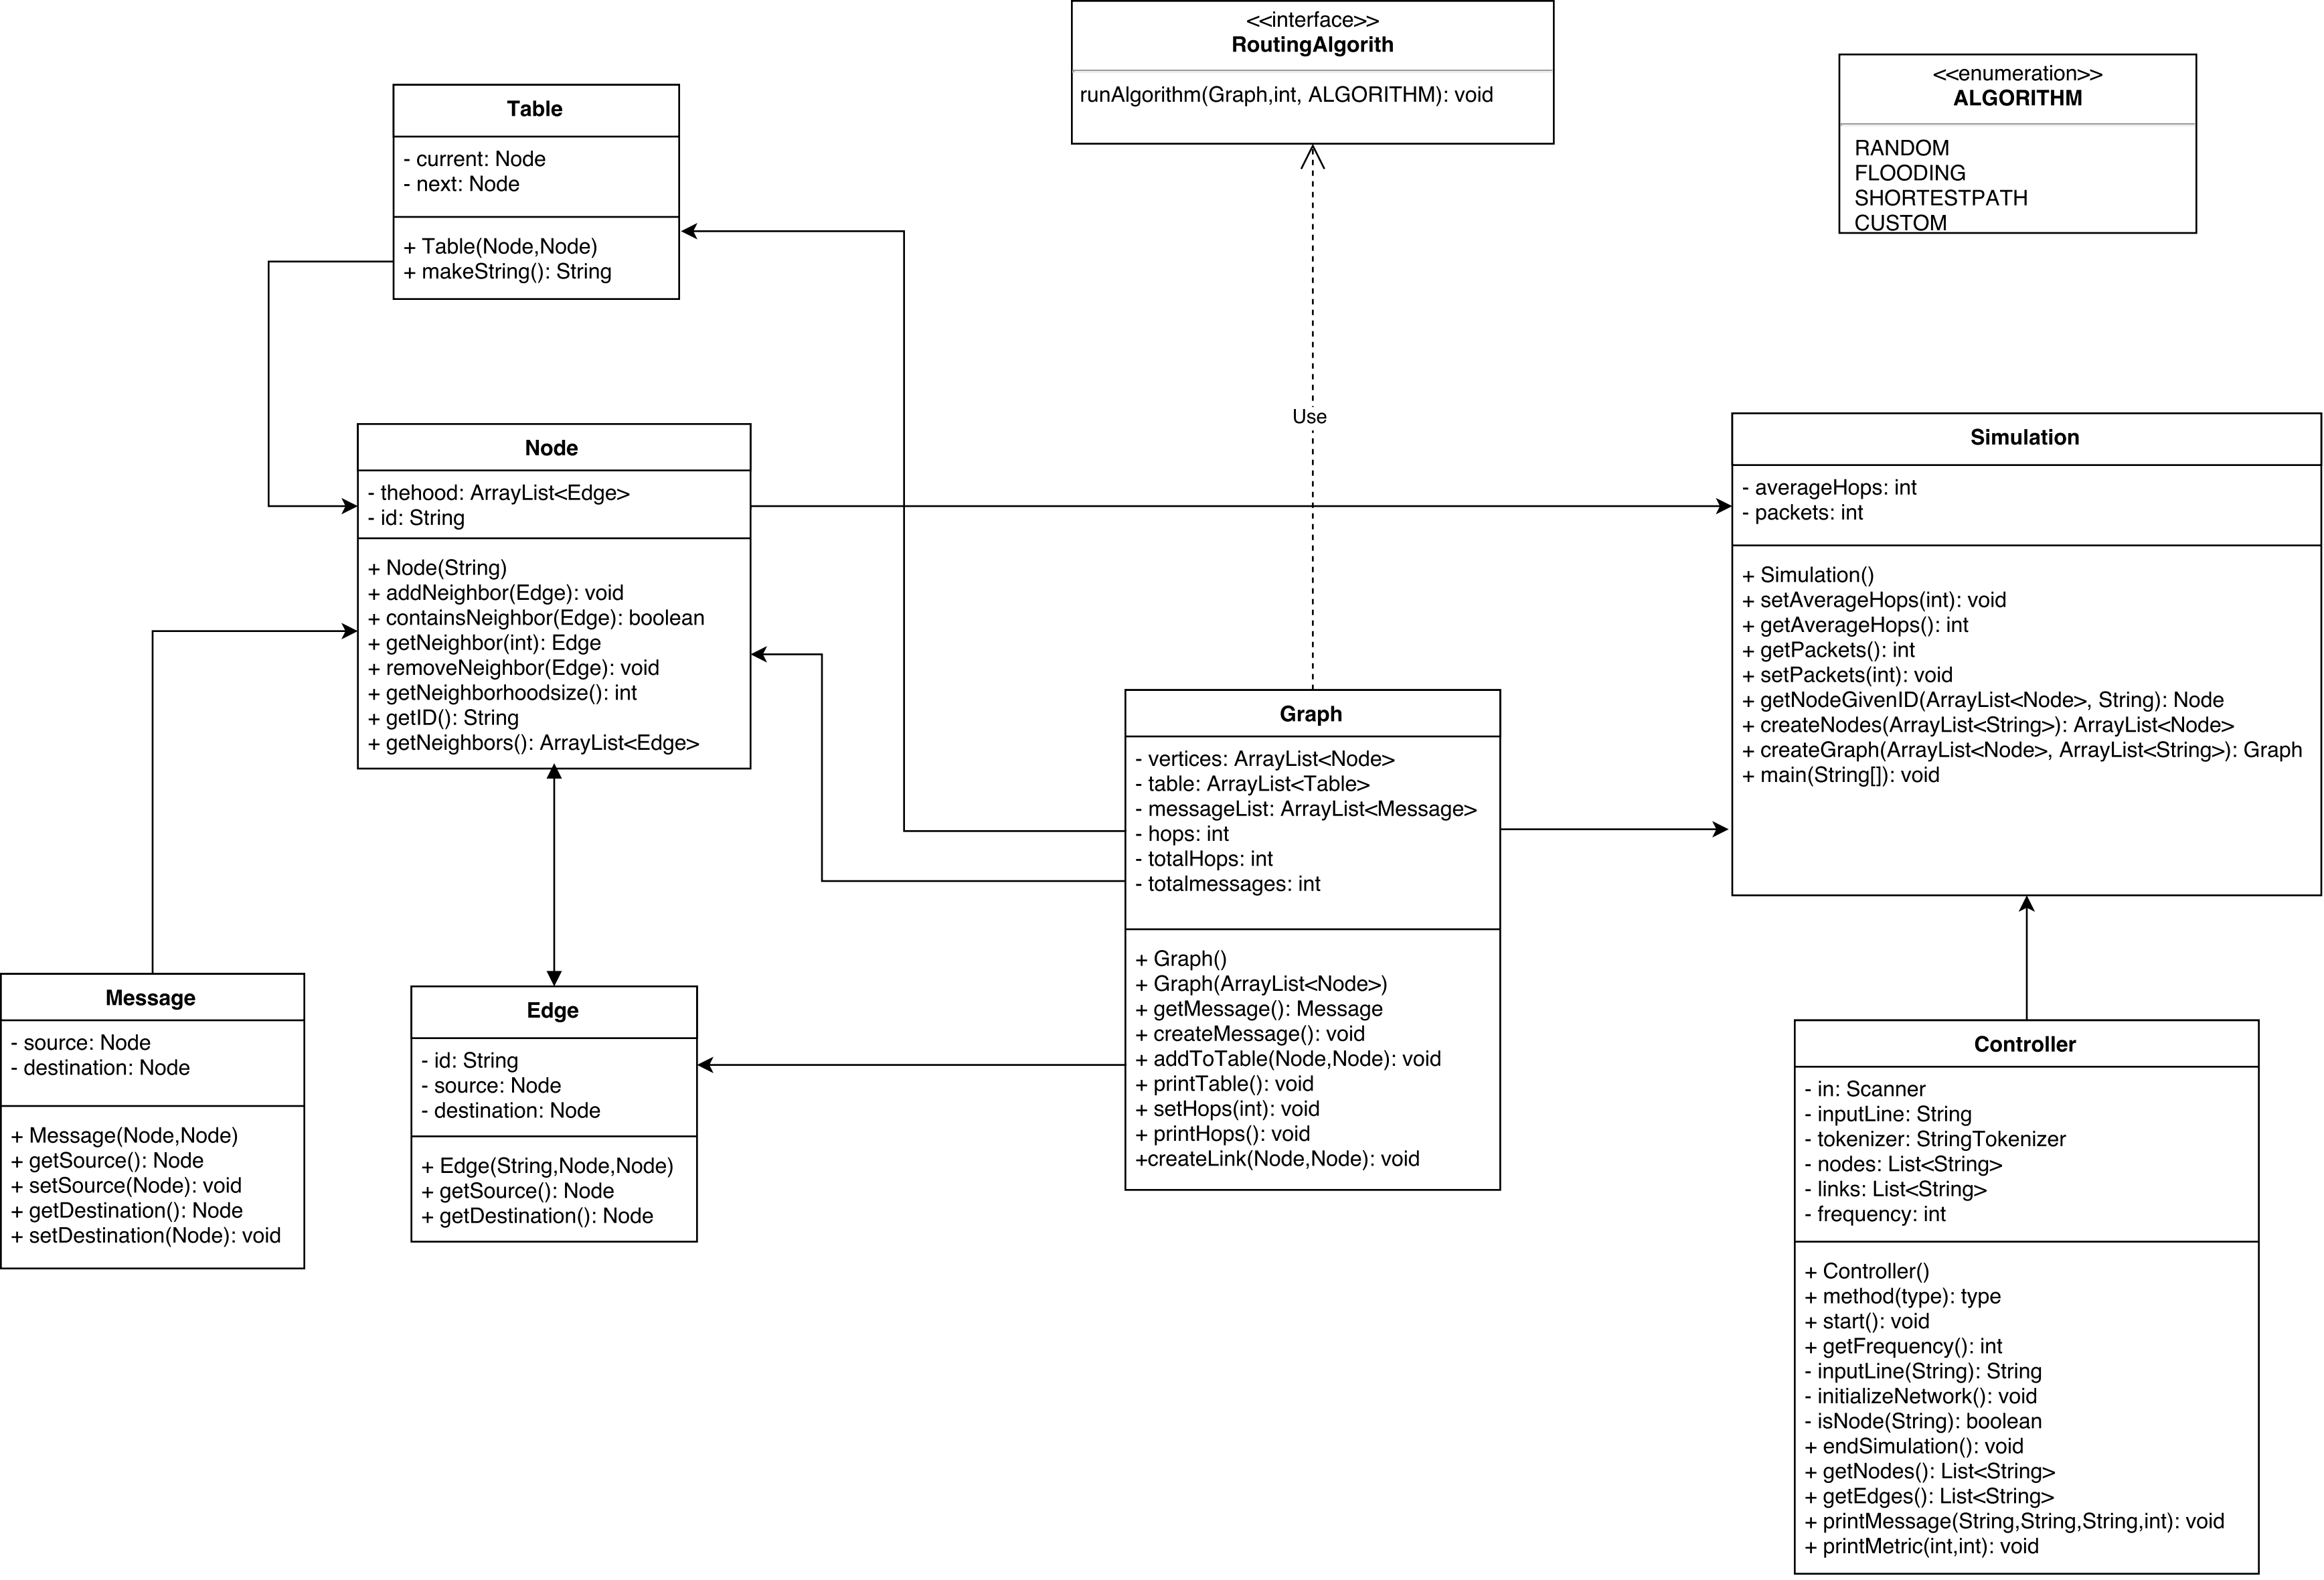 <<interface>>
RoutingAlgorith
runAlgorithm(Graph,int, ALGORITHM): void
<<enumeration>>
ALGORITHM
RANDOM
FLOODING
SHORTESTPATH
CUSTOM
Table
- current: Node
- next: Node
+ Table(Node,Node)
+ makeString(): String
Use
Node
- thehood: ArrayList<Edge>
- id: String
+ Node(String)
+ addNeighbor(Edge): void
+ containsNeighbor(Edge): boolean
+ getNeighbor(int): Edge
+ removeNeighbor(Edge): void
+ getNeighborhoodsize(): int
+ getID(): String
+ getNeighbors(): ArrayList<Edge>
Simulation
- averageHops: int
- packets: int
+ Simulation()
+ setAverageHops(int): void
+ getAverageHops(): int
+ getPackets(): int
+ setPackets(int): void
+ getNodeGivenID(ArrayList<Node>, String): Node
+ createNodes(ArrayList<String>): ArrayList<Node>
+ createGraph(ArrayList<Node>, ArrayList<String>): Graph
+ main(String[]): void
Graph
- vertices: ArrayList<Node>
- table: ArrayList<Table>
- messageList: ArrayList<Message>
- hops: int
- totalHops: int
- totalmessages: int
+ Graph()
+ Graph(ArrayList<Node>)
+ getMessage(): Message
+ createMessage(): void
+ addToTable(Node,Node): void
+ printTable(): void
+ setHops(int): void
+ printHops(): void
+createLink(Node,Node): void
Message
- source: Node
- destination: Node
+ Message(Node,Node)
+ getSource(): Node
+ setSource(Node): void
+ getDestination(): Node
+ setDestination(Node): void
Edge
- id: String
- source: Node
- destination: Node
+ Edge(String,Node,Node)
+ getSource(): Node
+ getDestination(): Node
Controller
- in: Scanner
- inputLine: String
- tokenizer: StringTokenizer
- nodes: List<String>
- links: List<String>
- frequency: int
+ Controller()
+ method(type): type
+ start(): void
+ getFrequency(): int
- inputLine(String): String
- initializeNetwork(): void
- isNode(String): boolean
+ endSimulation(): void
+ getNodes(): List<String>
+ getEdges(): List<String>
+ printMessage(String,String,String,int): void
+ printMetric(int,int): void